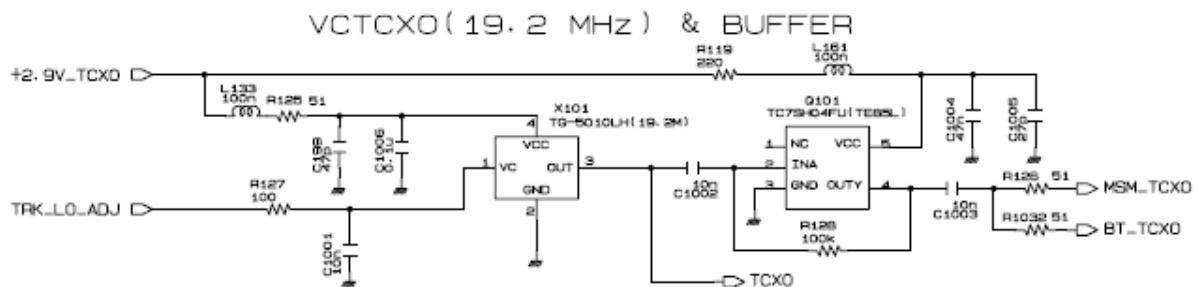 VCTCXO(19.2 MHz) & BUFFER
+2.9V_TCXO
R119
220
L161
100n
L133
100n
R125 51
X101
TG-5010LH(19.2M)
Q101
TC7SH04FU(TE85L)
C1004
47n
C1005
27p
C1006
0.1u
4
VCC
1
VC
OUT
3
GND
2
10n
C1002
1
NC
VCC
5
2
INA
3
GND
OUTY
4
10n
C1003
R126 51
MSM_TCXO
R1032 51
BT_TCXO
R127
100
TRK_LO_ADJ
C1001
10n
R128
100k
TCXO